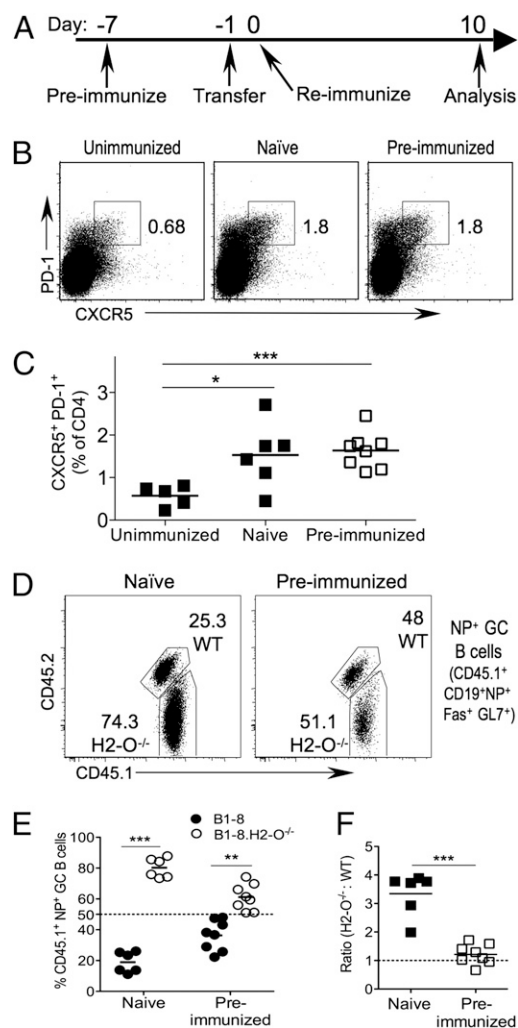 A
Day: -7 -1 0 10
Pre-immunize Transfer Re-immunize Analysis
B
Unimmunized Naïve Pre-immunized
0.68 1.8 1.8
PD-1
CXCR5
C
*** 
*
CXCR5+ PD-1+
(% of CD4)
3
2
1
0
Unimmunized Naive Pre-immunized
D
Naïve Pre-immunized
25.3
WT
48
WT
74.3
H2-O-/-
51.1
H2-O-/-
CD45.2
CD45.1
NP+ GC
B cells
(CD45.1+
CD19+NP+
Fas+ GL7+)
E
B1-8
B1-8.H2-O-/-
*** **
% CD45.1+ NP+ GC B cells
100
80
60
50
40
20
0
Naive Pre-
immunized
F
***
Ratio (H2-O-/-: WT)
5
4
3
2
1
0
Naive Pre-
immunized